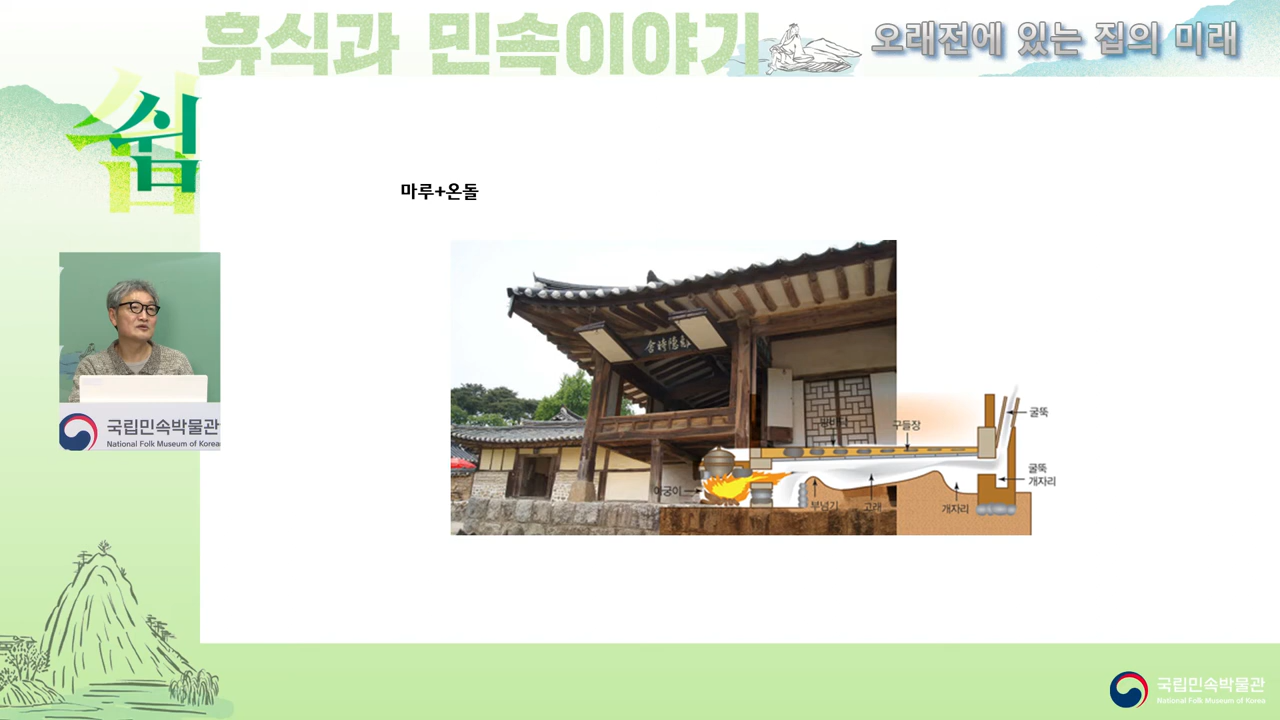 휴식과 민속이야기
오래전에 있는 집의 미래
쉽
마루+온돌
구들장
굴뚝
굴뚝
개자리
아궁이
부넘기
고래
개자리
국립민속박물관
National Folk Museum of Korea
국립민속박물관
National Folk Museum of Korea